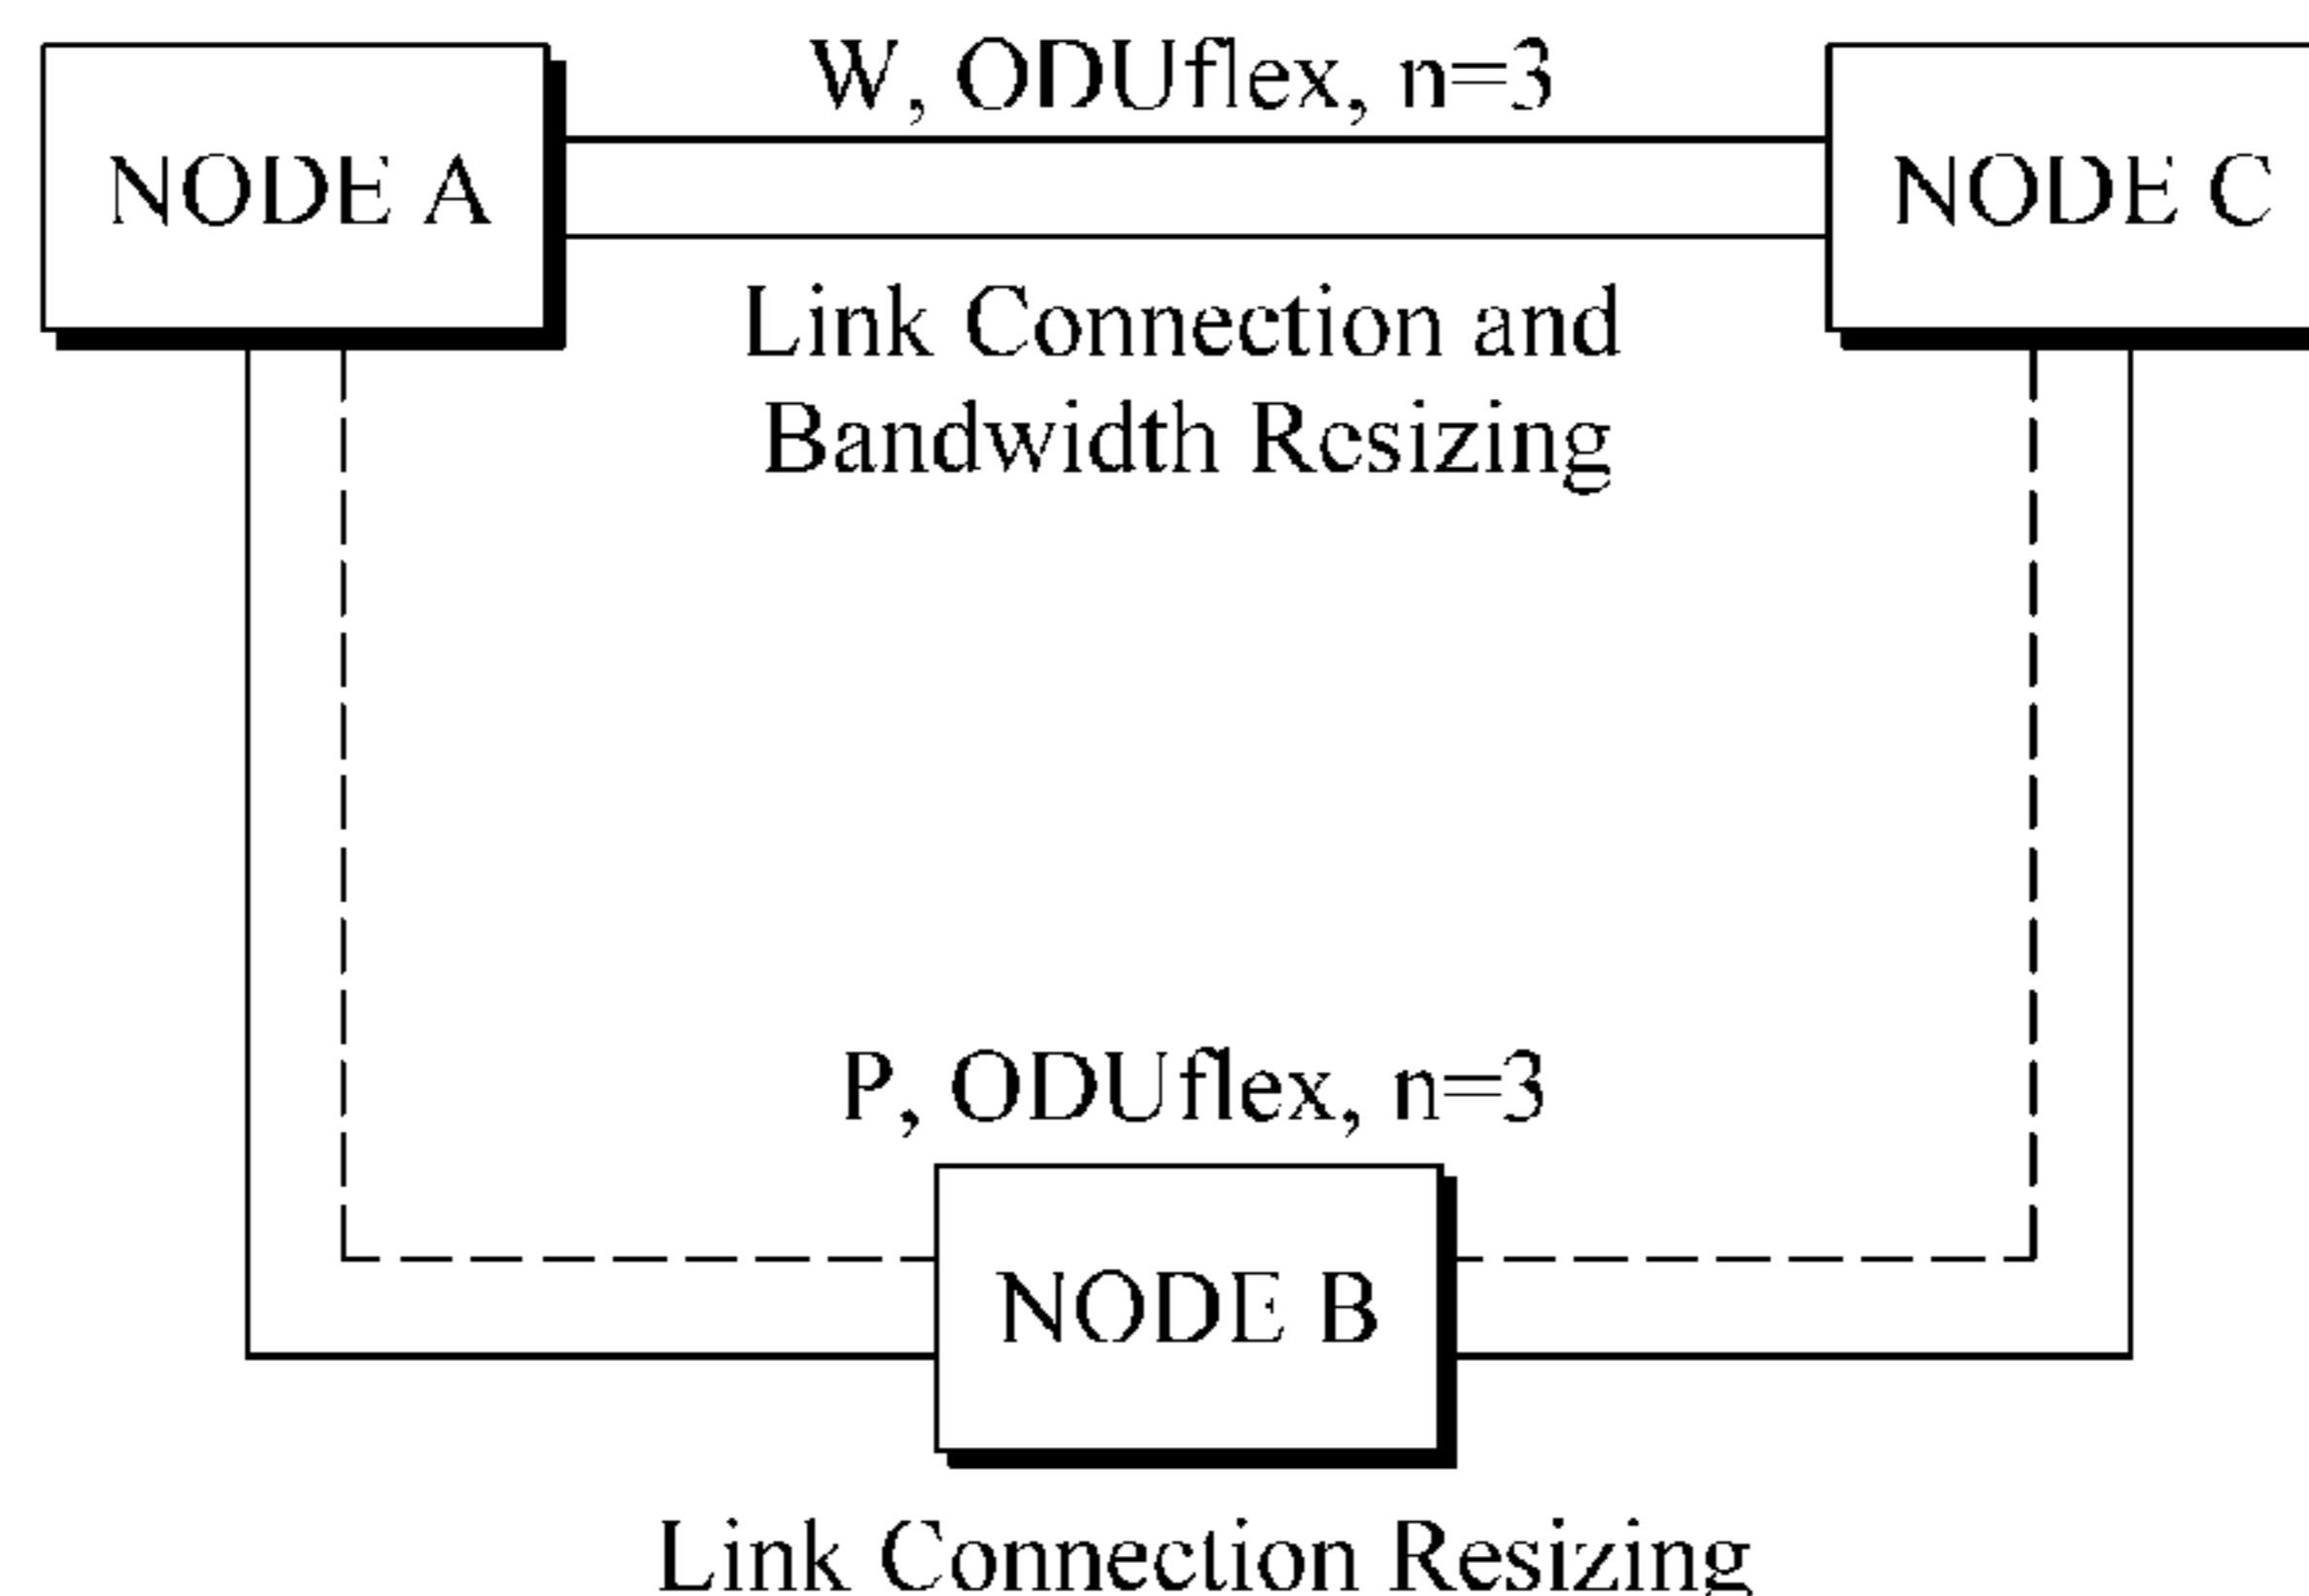 W, ODUflex, n=3
NODE A
NODE C
Link Connection and
Bandwidth Resizing
P, ODUflex, n=3
NODE B
Link Connection Resizing